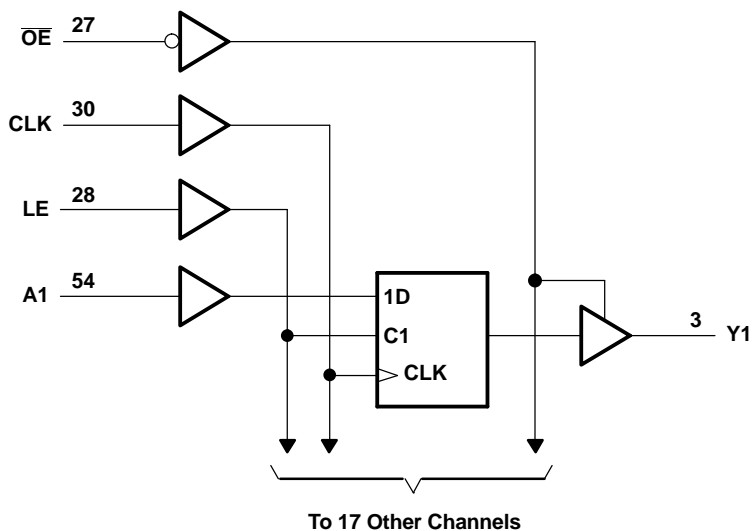 OE 27
CLK 30
LE 28
A1 54
1D
C1
CLK
3 Y1
To 17 Other Channels